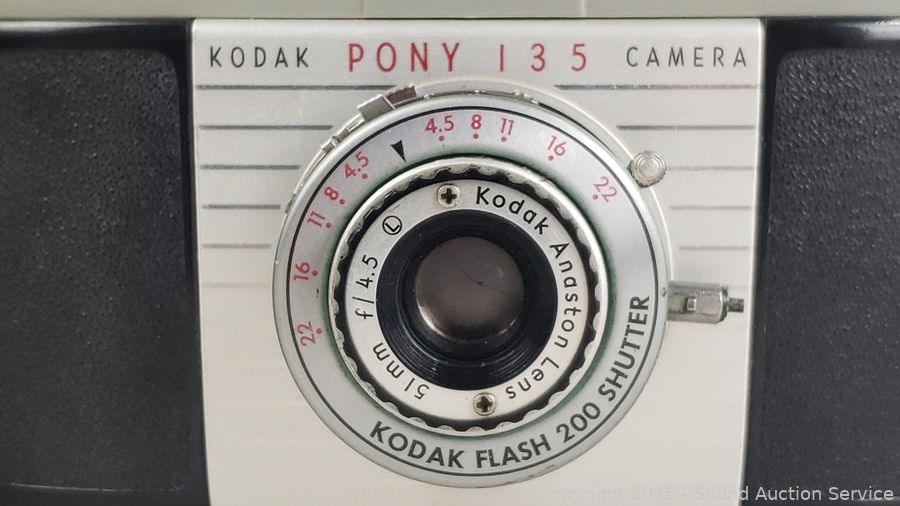 KODAK PONY 135 CAMERA
22 16 11 8 4.5 4.5 8 11 16 22
Kodak Anaston Lens
51mm f/4.5 L
KODAK FLASH 200 SHUTTER
Copyright 2025 - Sound Auction Service